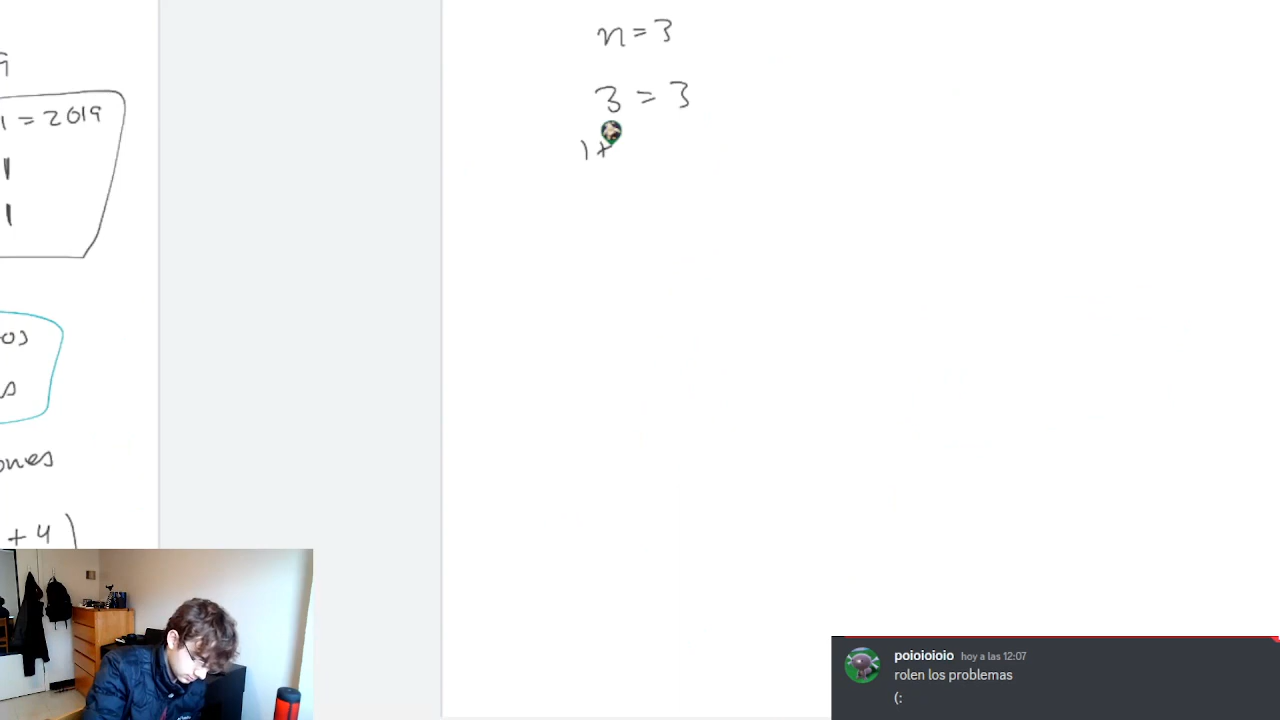 9
1 = 2019
1
1
os
s
ones
+ 4 )
n = 3
3 = 3
1 +
poioioioio hoy a las 12:07
rolen los problemas
(: